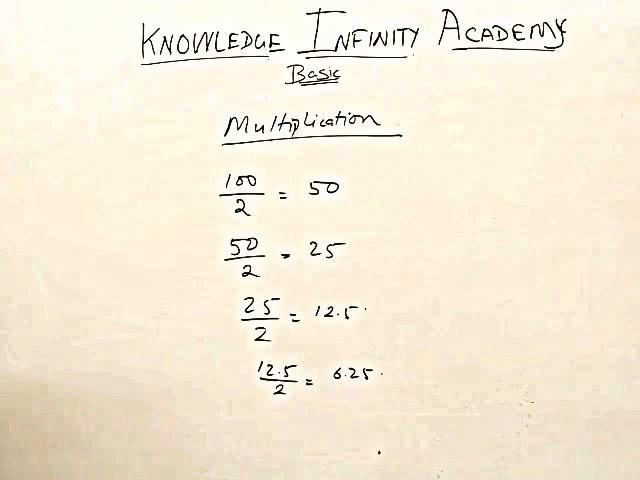 KNOWLEDGE INFINITY ACADEMY
Basic
Multiplication
100/2 = 50
50/2 = 25
25/2 = 12.5
12.5/2 = 6.25